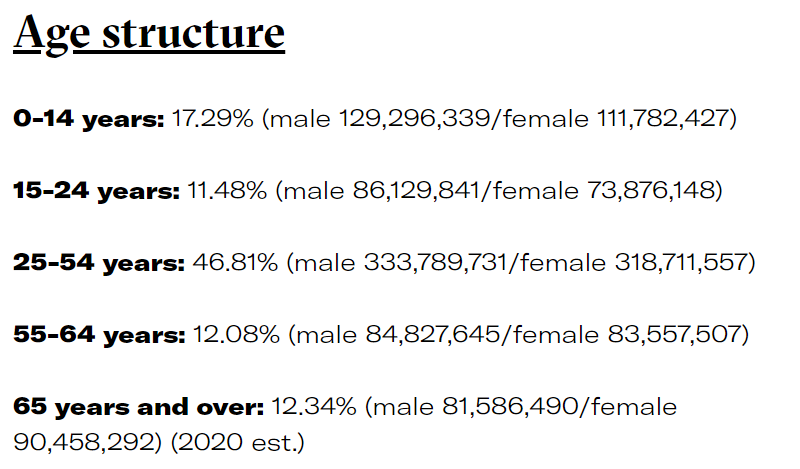 Age structure
0-14 years: 17.29% (male 129,296,339/female 111,782,427)
15-24 years: 11.48% (male 86,129,841/female 73,876,148)
25-54 years: 46.81% (male 333,789,731/female 318,711,557)
55-64 years: 12.08% (male 84,827,645/female 83,557,507)
65 years and over: 12.34% (male 81,586,490/female
90,458,292) (2020 est.)